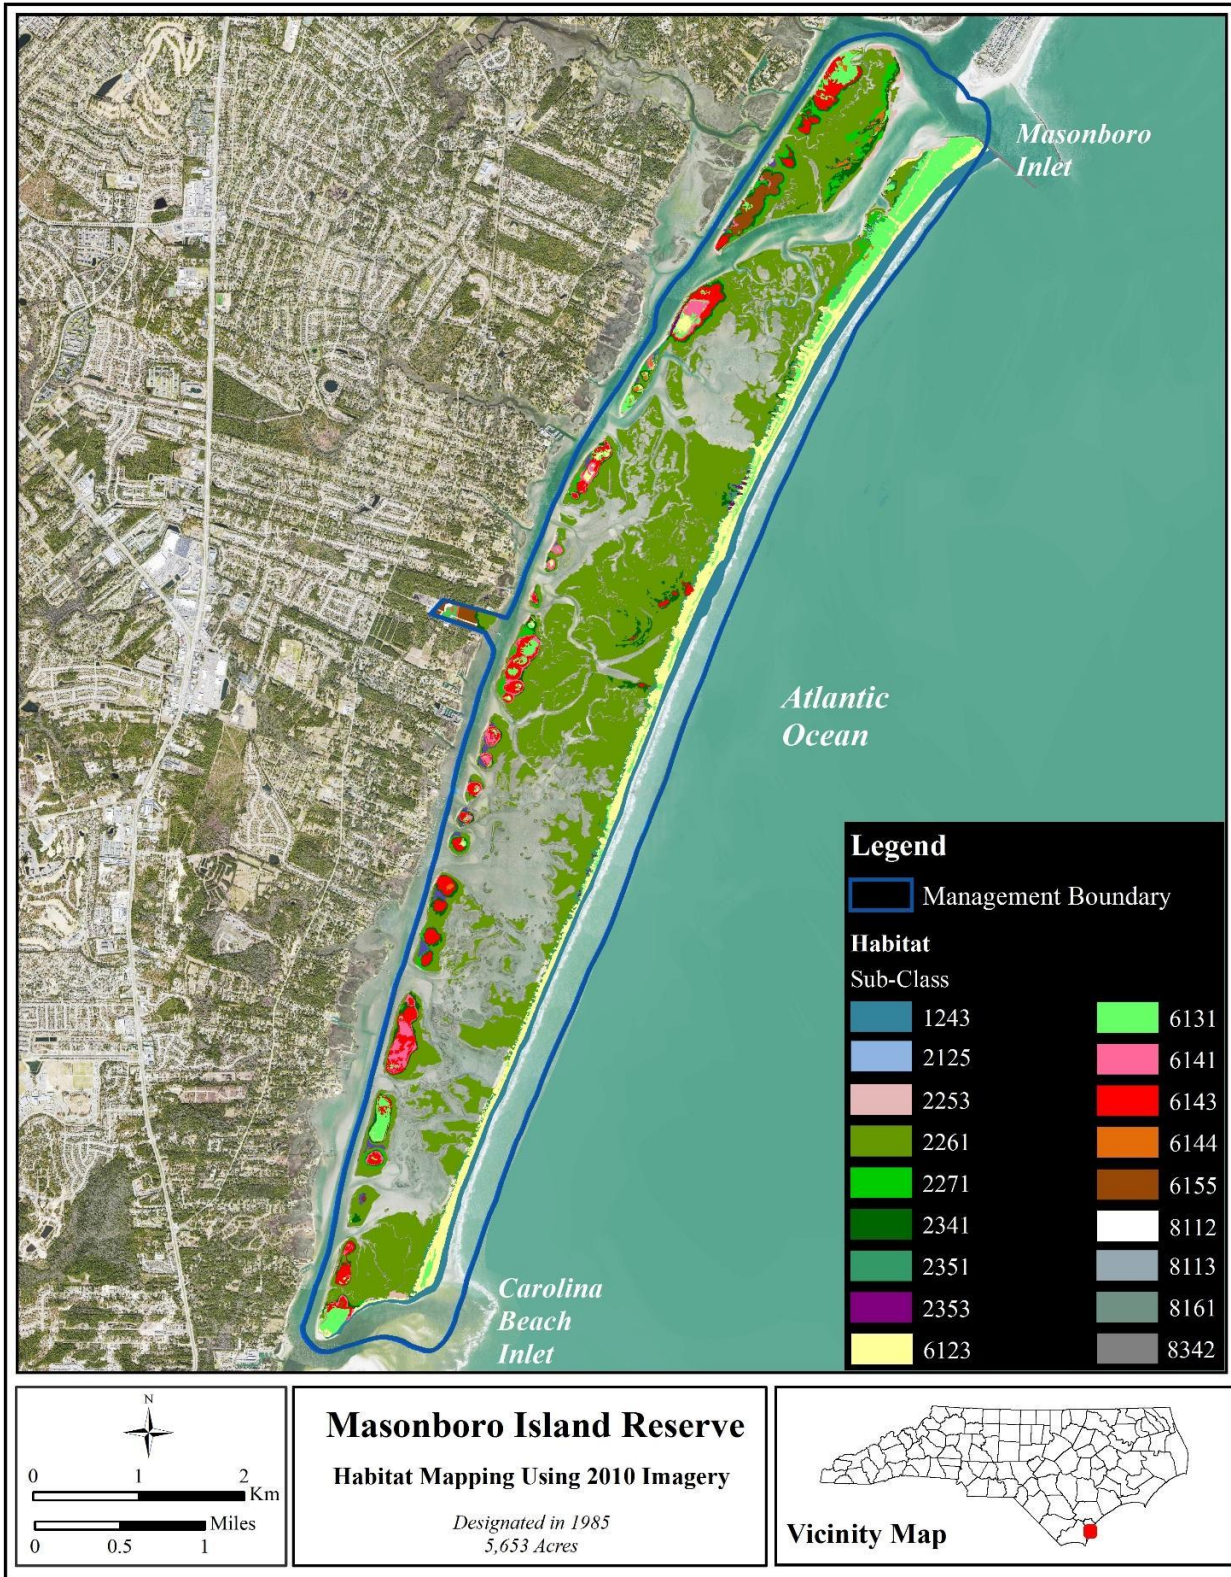 Masonboro
Inlet
Atlantic
Ocean
Carolina
Beach
Inlet
Legend
Management Boundary
Habitat
Sub-Class
1243
2125
2253
2261
2271
2341
2351
2353
6123
6131
6141
6143
6144
6155
8112
8113
8161
8342
N
0 1 2
Km
Miles
0 0.5 1
Masonboro Island Reserve
Habitat Mapping Using 2010 Imagery
Designated in 1985
5,653 Acres
Vicinity Map